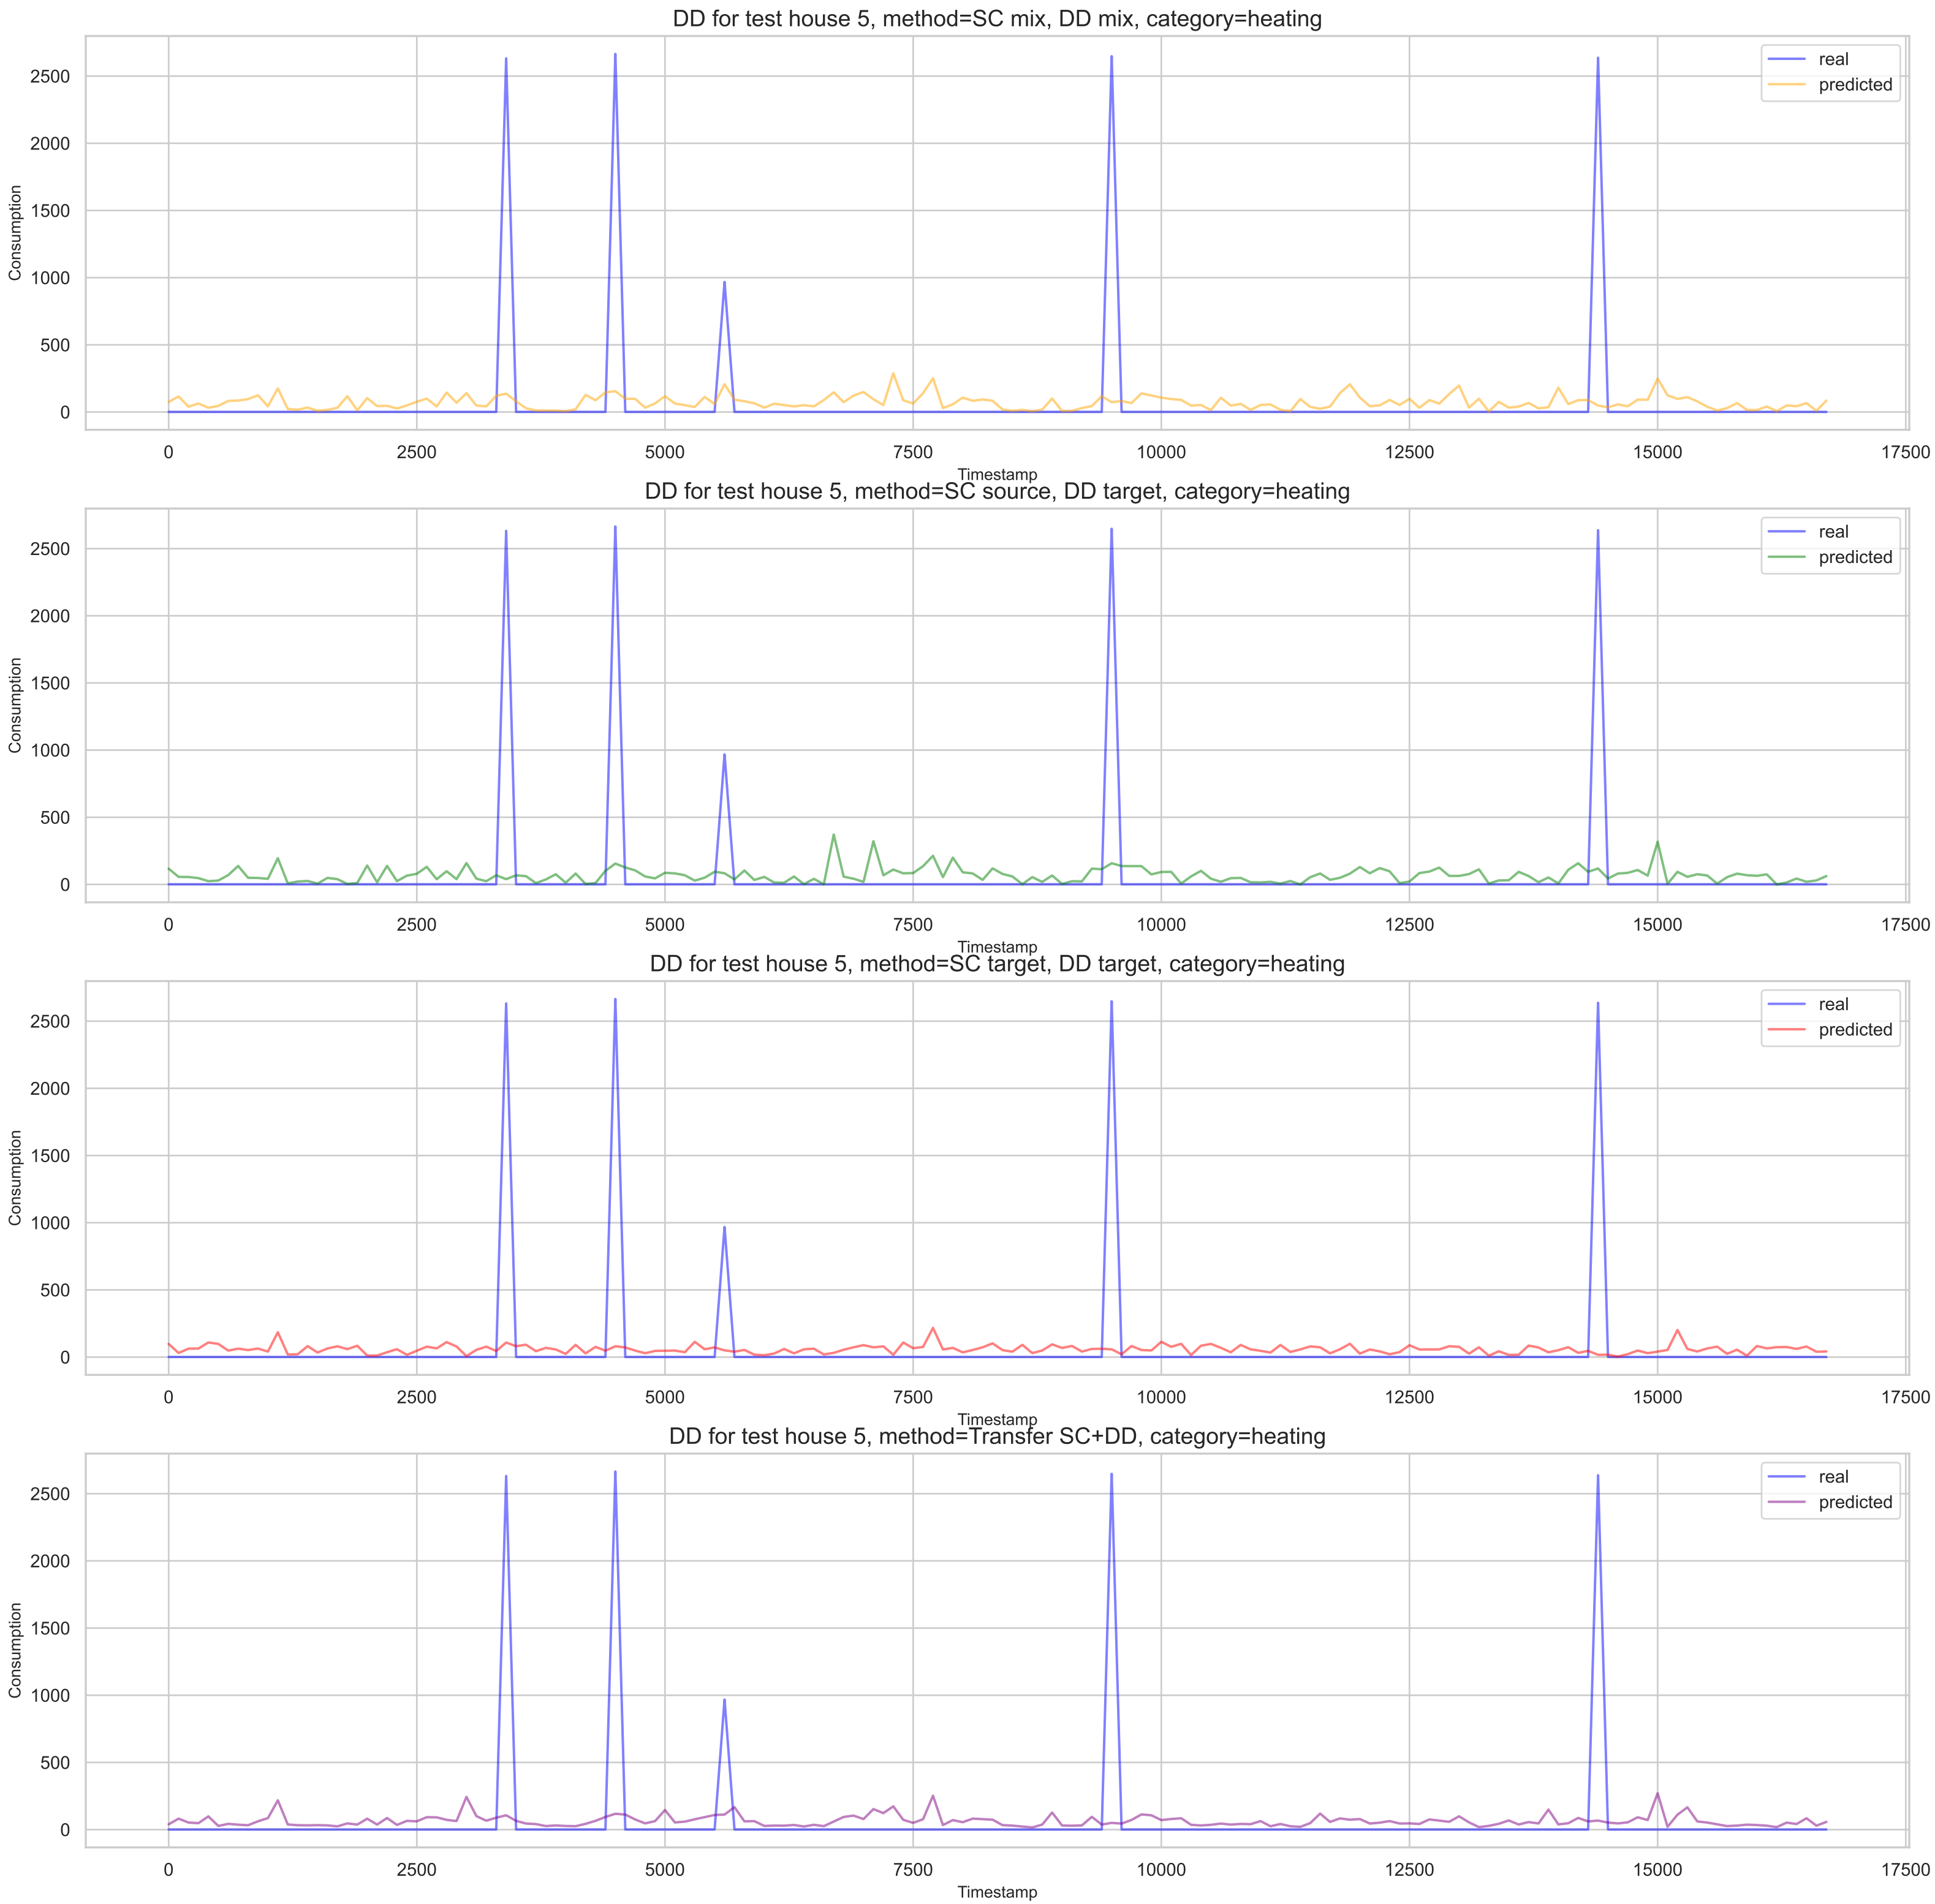 DD for test house 5, method=SC mix, DD mix, category=heating
real
predicted
2500
2000
1500
1000
500
0
Consumption
0 2500 5000 7500 10000 12500 15000 17500
Timestamp
DD for test house 5, method=SC source, DD target, category=heating
real
predicted
2500
2000
1500
1000
500
0
Consumption
0 2500 5000 7500 10000 12500 15000 17500
Timestamp
DD for test house 5, method=SC target, DD target, category=heating
real
predicted
2500
2000
1500
1000
500
0
Consumption
0 2500 5000 7500 10000 12500 15000 17500
Timestamp
DD for test house 5, method=Transfer SC+DD, category=heating
real
predicted
2500
2000
1500
1000
500
0
Consumption
0 2500 5000 7500 10000 12500 15000 17500
Timestamp